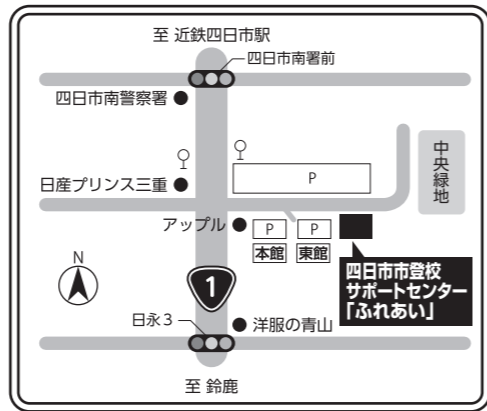 至 近鉄四日市駅
四日市南署前
四日市南警察署
日産プリンス三重
P
中央緑地
アップル
P
P
本館
東館
四日市市登校
サポートセンター
「ふれあい」
N
1
日永3
洋服の青山
至 鈴鹿